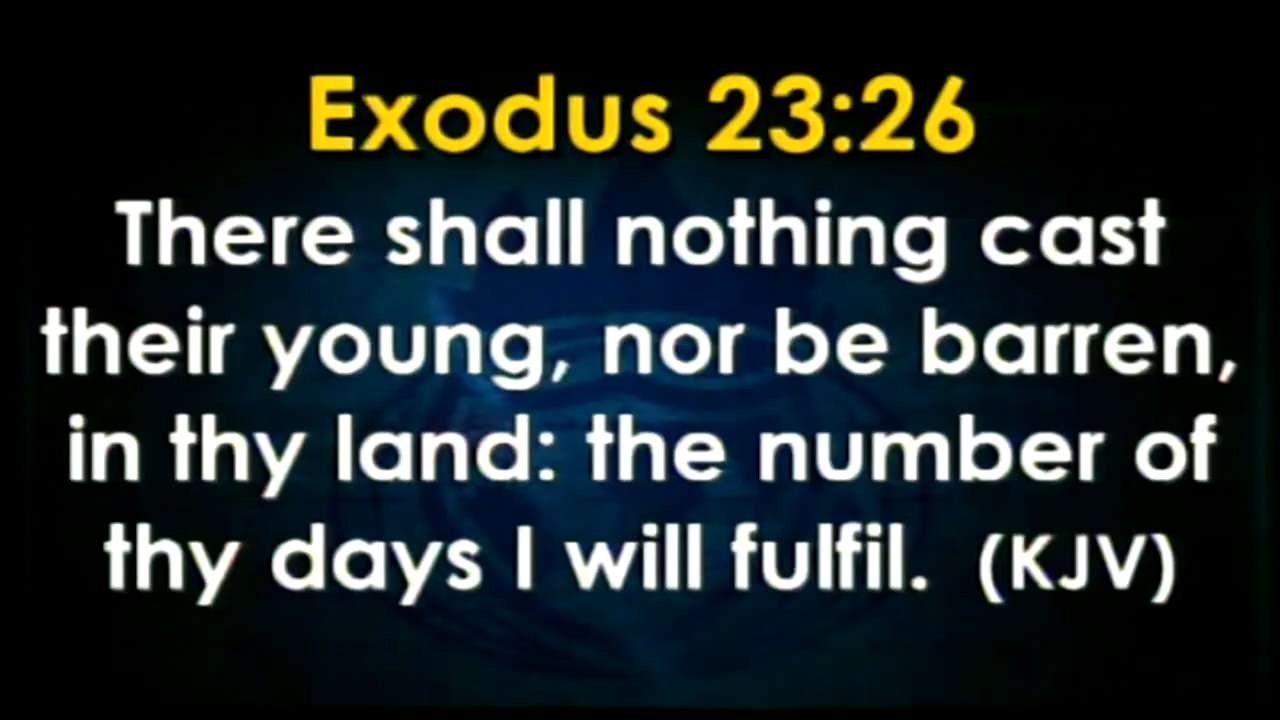 Exodus 23:26
There shall nothing cast
their young, nor be barren,
in thy land: the number of
thy days I will fulfil. (KJV)